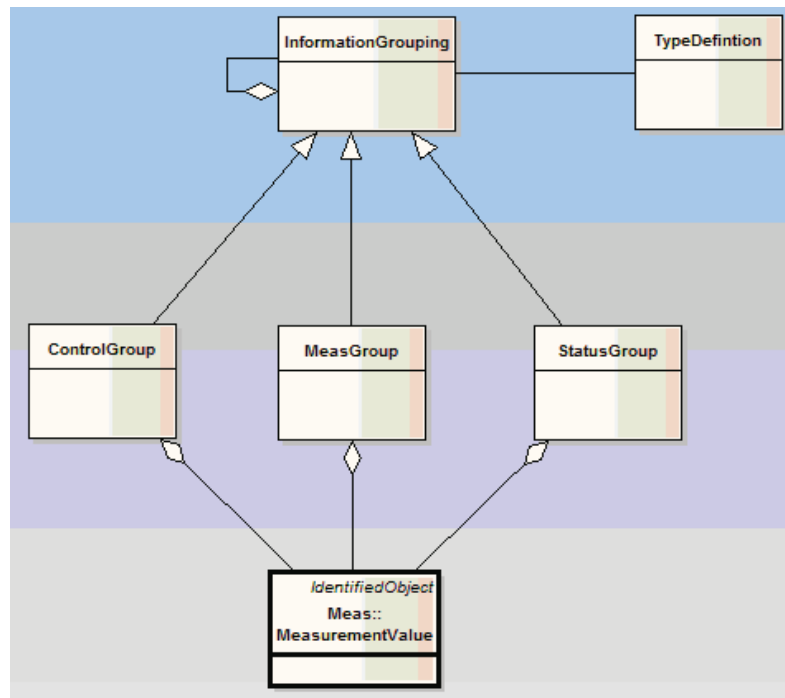 InformationGrouping
TypeDefintion
ControlGroup
MeasGroup
StatusGroup
IdentifiedObject
Meas::
MeasurementValue